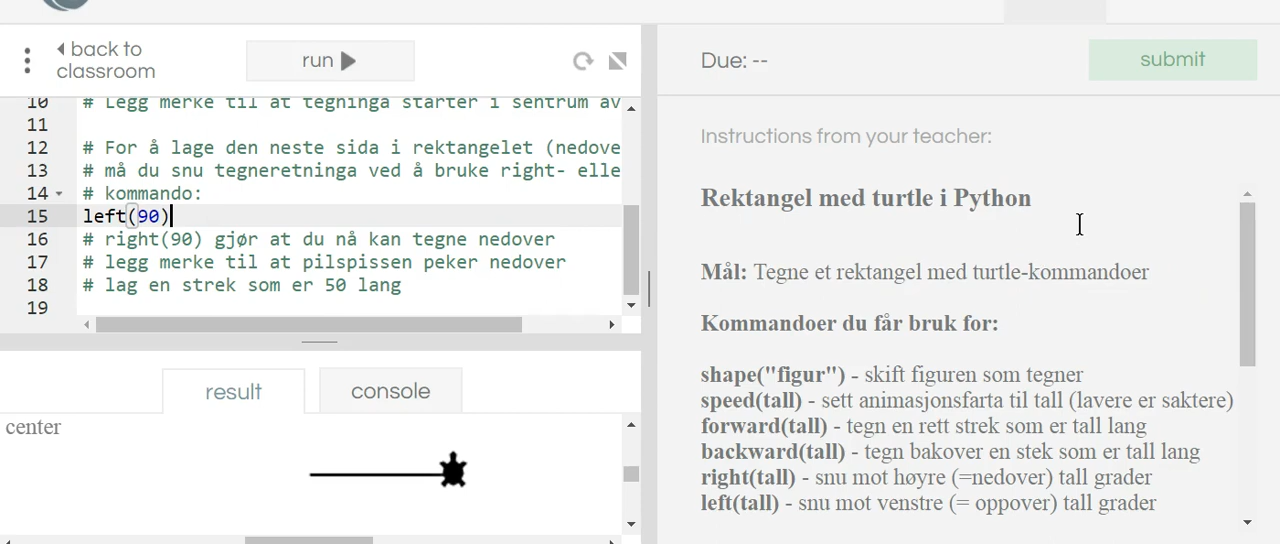 back to
classroom
run
10 # Legg merke til at tegninga starter i sentrum av
11
12 # For å lage den neste sida i rektangelet (nedove
13 # må du snu tegneretninga ved å bruke right- elle
14 # kommando:
15 left(90)
16 # right(90) gjør at du nå kan tegne nedover
17 # legg merke til at pilspissen peker nedover
18 # lag en strek som er 50 lang
19
result
console
center
Due: --
submit
Instructions from your teacher:
Rektangel med turtle i Python
Mål: Tegne et rektangel med turtle-kommandoer
Kommandoer du får bruk for:
shape("figur") - skift figuren som tegner
speed(tall) - sett animasjonsfarta til tall (lavere er saktere)
forward(tall) - tegn en rett strek som er tall lang
backward(tall) - tegn bakover en stek som er tall lang
right(tall) - snu mot høyre (=nedover) tall grader
left(tall) - snu mot venstre (= oppover) tall grader